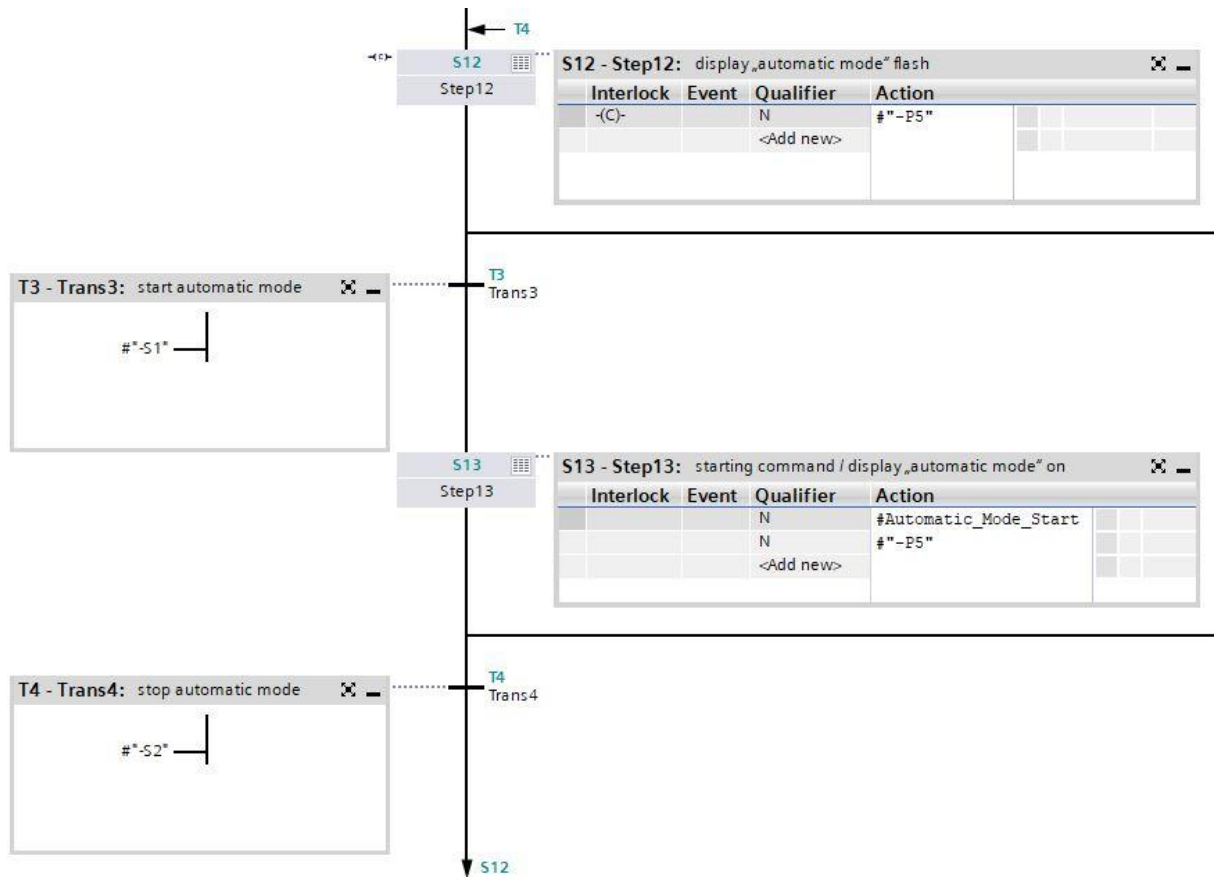 T4
-(C)-
S12
Step12
S12 - Step12: display „automatic mode“ flash
Interlock Event Qualifier Action
-(C)- N #"-P5"
<Add new>
T3 - Trans3: start automatic mode
#"-S1"
T3
Trans3
S13
Step13
S13 - Step13: starting command / display „automatic mode“ on
Interlock Event Qualifier Action
N #Automatic_Mode_Start
N #"-P5"
<Add new>
T4 - Trans4: stop automatic mode
#"-S2"
T4
Trans4
S12